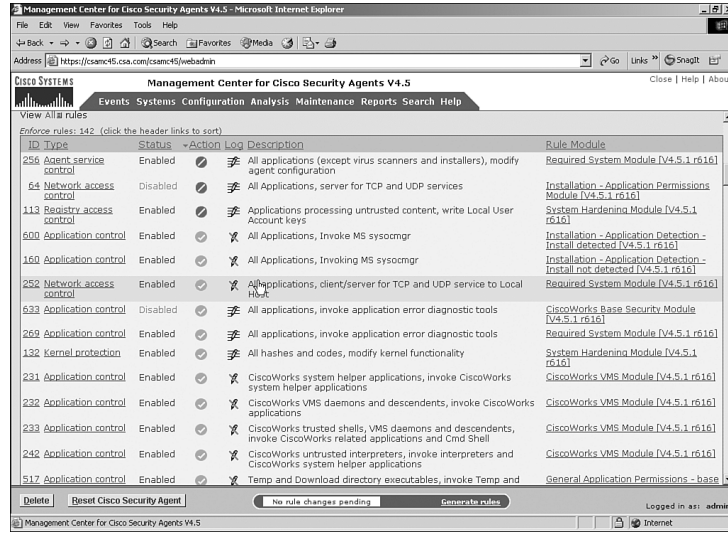 Management Center for Cisco Security Agents V4.5 - Microsoft Internet Explorer
File Edit View Favorites Tools Help
Back Search Favorites Media
Address https://csamc45.csa.com/csamc45/webadmin Go Links » SnagIt
CISCO SYSTEMS
Management Center for Cisco Security Agents V4.5
Close | Help | Abou
Events Systems Configuration Analysis Maintenance Reports Search Help
View All rules
Enforce rules: 142 (click the header links to sort)
ID Type Status Action Log Description Rule Module
256 Agent service Enabled All Applications (except virus scanners and installers), modify Required System Module [V4.5.1 r616]
control agent configuration
64 Network access Disabled All Applications, server for TCP and UDP services Installation - Application Permissions
control Module [V4.5.1 r616]
113 Registry access Enabled Applications processing untrusted content, write Local User System Hardening Module [V4.5.1
control Account keys r616]
600 Application control Enabled All Applications, Invoke MS sysocmgr Installation - Application Detection -
Install detected [V4.5.1 r616]
160 Application control Enabled All Applications, Invoking MS sysocmgr Installation - Application Detection -
Install not detected [V4.5.1 r616]
252 Network access Enabled All applications, client/server for TCP and UDP service to Local Required System Module [V4.5.1 r616]
control Host
633 Application control Disabled All applications, invoke application error diagnostic tools CiscoWorks Base Security Module
[V4.5.1 r616]
269 Application control Enabled All applications, invoke application error diagnostic tools Required System Module [V4.5.1 r616]
132 Kernel protection Enabled All hashes and codes, modify kernel functionality System Hardening Module [V4.5.1
r616]
231 Application control Enabled CiscoWorks system helper applications, invoke CiscoWorks CiscoWorks VMS Module [V4.5.1 r616]
system helper applications
232 Application control Enabled CiscoWorks VMS daemons and descendents, invoke CiscoWorks CiscoWorks VMS Module [V4.5.1 r616]
applications
233 Application control Enabled CiscoWorks trusted shells, VMS daemons and descendents, CiscoWorks VMS Module [V4.5.1 r616]
invoke CiscoWorks related applications and Cmd Shell
242 Application control Enabled CiscoWorks untrusted interpreters, invoke interpreters and CiscoWorks VMS Module [V4.5.1 r616]
CiscoWorks system helper applications
517 Application control Enabled Temp and Download directory executables, invoke Temp and General Application Permissions - base
Delete Reset Cisco Security Agent No rule changes pending Generate rules
Logged in as: admin
Management Center for Cisco Security Agents V4.5 Internet